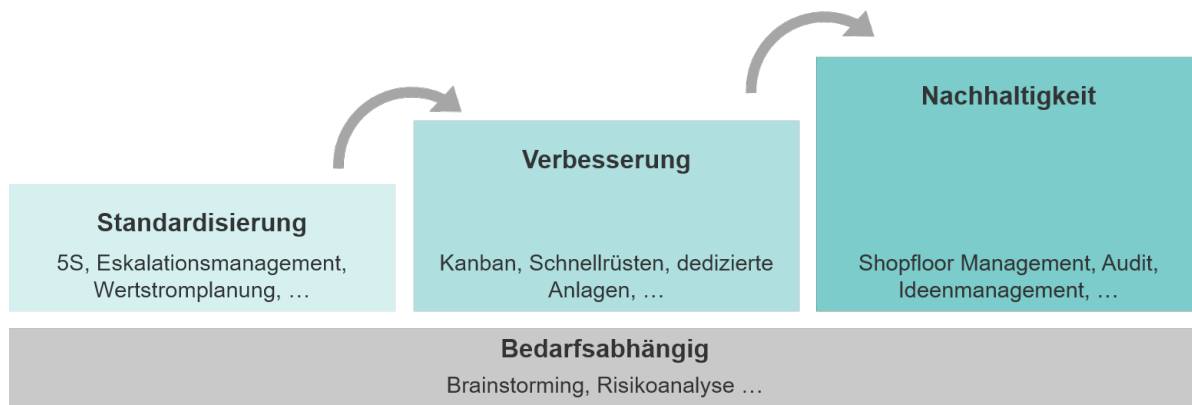 Standardisierung
5S, Eskalationsmanagement,
Wertstromplanung, …
Verbesserung
Kanban, Schnellrüsten, dedizierte
Anlagen, …
Nachhaltigkeit
Shopfloor Management, Audit,
Ideenmanagement, …
Bedarfsabhängig
Brainstorming, Risikoanalyse …